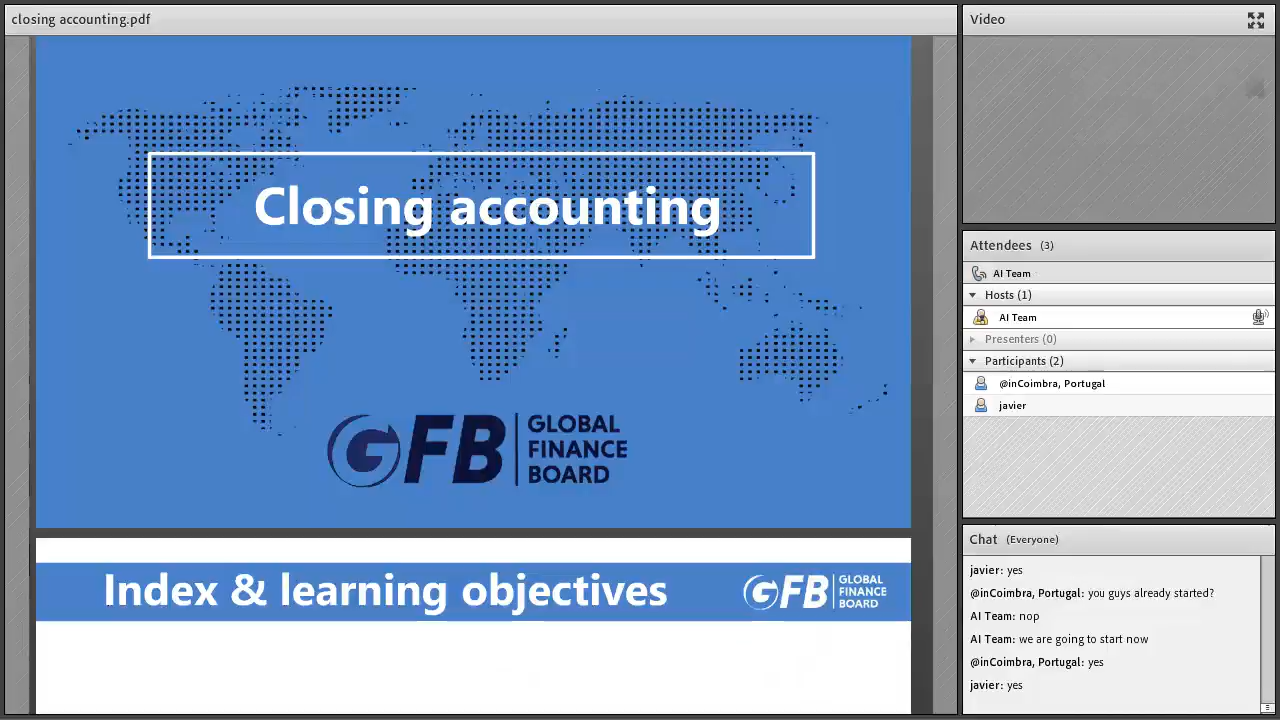 closing accounting.pdf
Closing accounting
GFB GLOBAL
FINANCE
BOARD
Index & learning objectives
GFB GLOBAL
FINANCE
BOARD
Video
Attendees (3)
AI Team
Hosts (1)
AI Team
Presenters (0)
Participants (2)
@inCoimbra, Portugal
javier
Chat (Everyone)
javier: yes
@inCoimbra, Portugal: you guys already started?
AI Team: nop
AI Team: we are going to start now
@inCoimbra, Portugal: yes
javier: yes